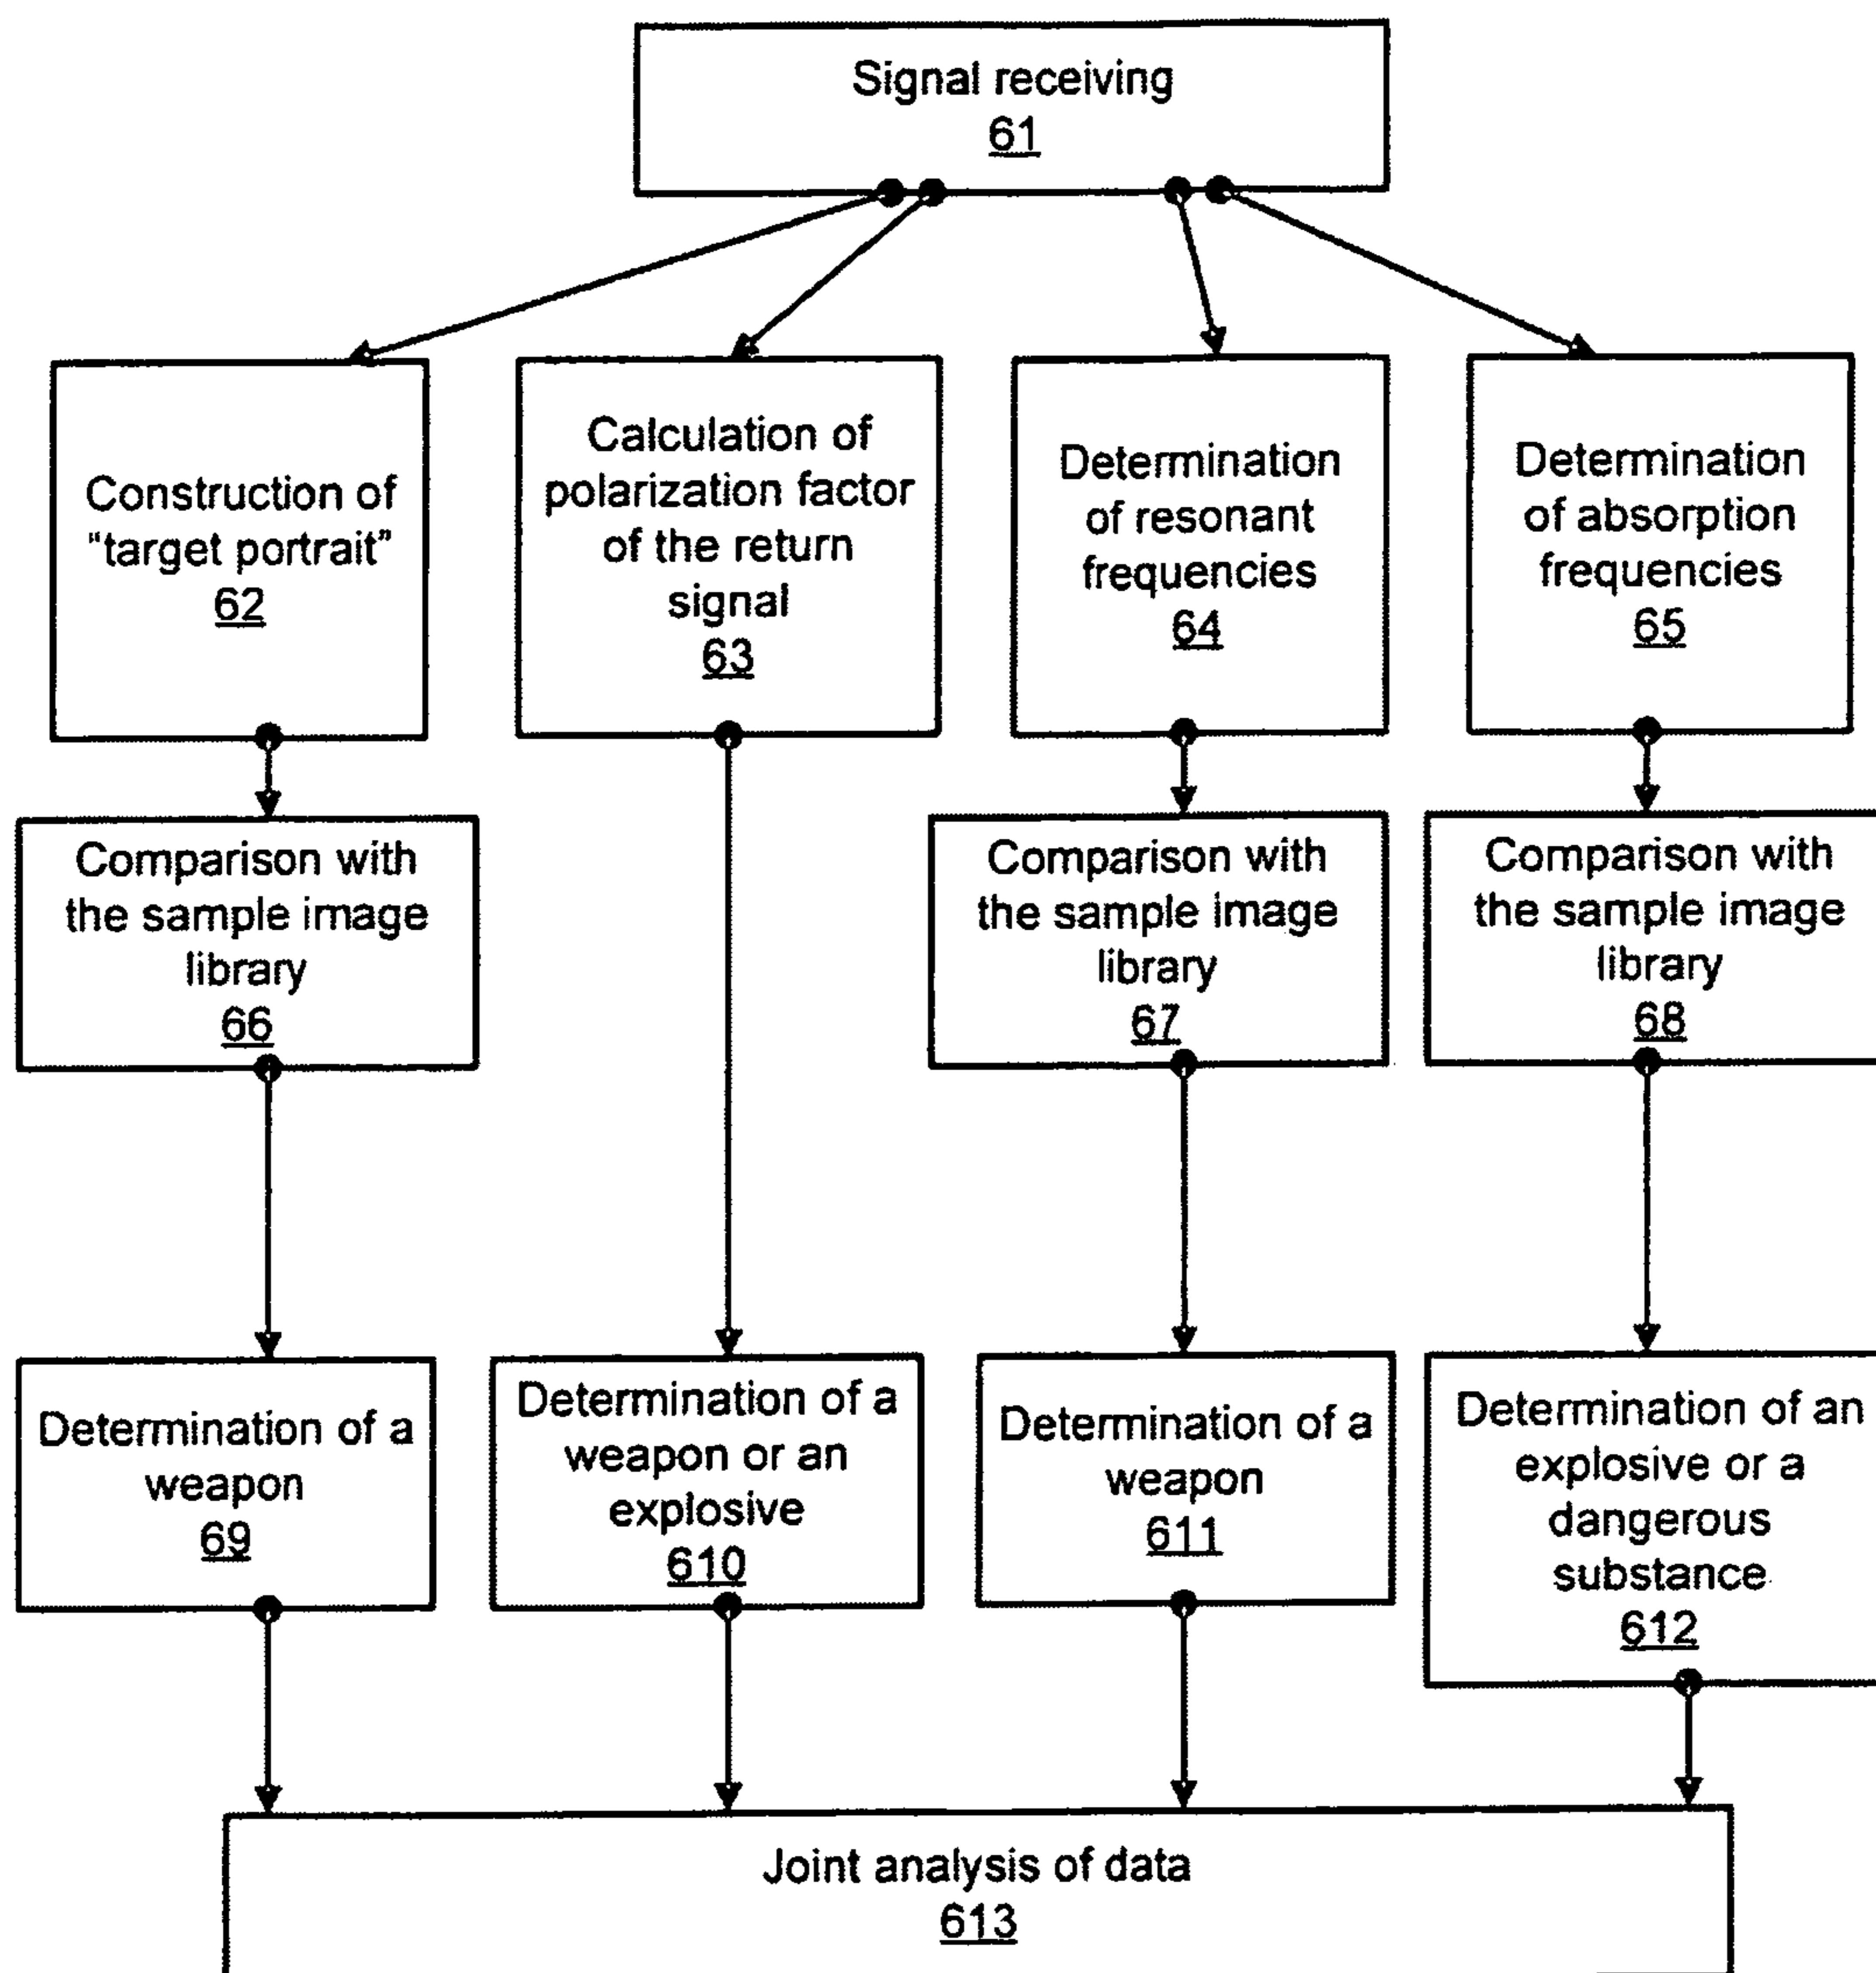 Signal receiving
61
Construction of
"target portrait"
62
Calculation of
polarization factor
of the return
signal
63
Determination
of resonant
frequencies
64
Determination
of absorption
frequencies
65
Comparison with
the sample image
library
66
Comparison with
the sample image
library
67
Comparison with
the sample image
library
68
Determination of a
weapon
69
Determination of a
weapon or an
explosive
610
Determination of a
weapon
611
Determination of an
explosive or a
dangerous
substance
612
Joint analysis of data
613